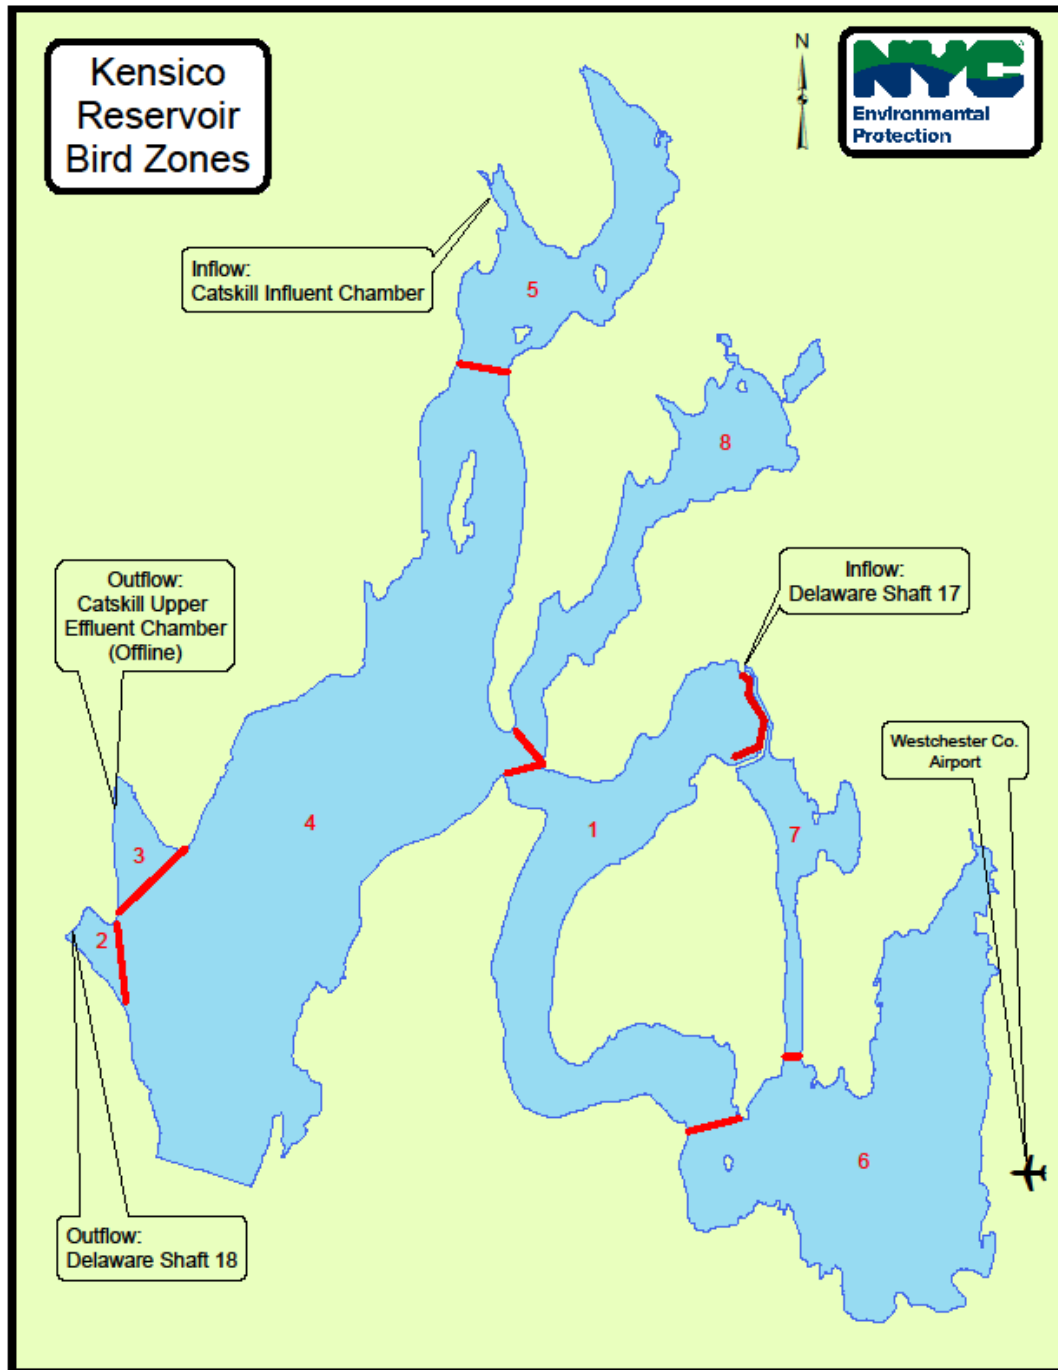 Kensico
Reservoir
Bird Zones
N
NYC
Environmental
Protection
Inflow:
Catskill Influent Chamber
5
8
Outflow:
Catskill Upper
Effluent Chamber
(Offline)
Inflow:
Delaware Shaft 17
Westchester Co.
Airport
4
1
7
3
2
6
Outflow:
Delaware Shaft 18